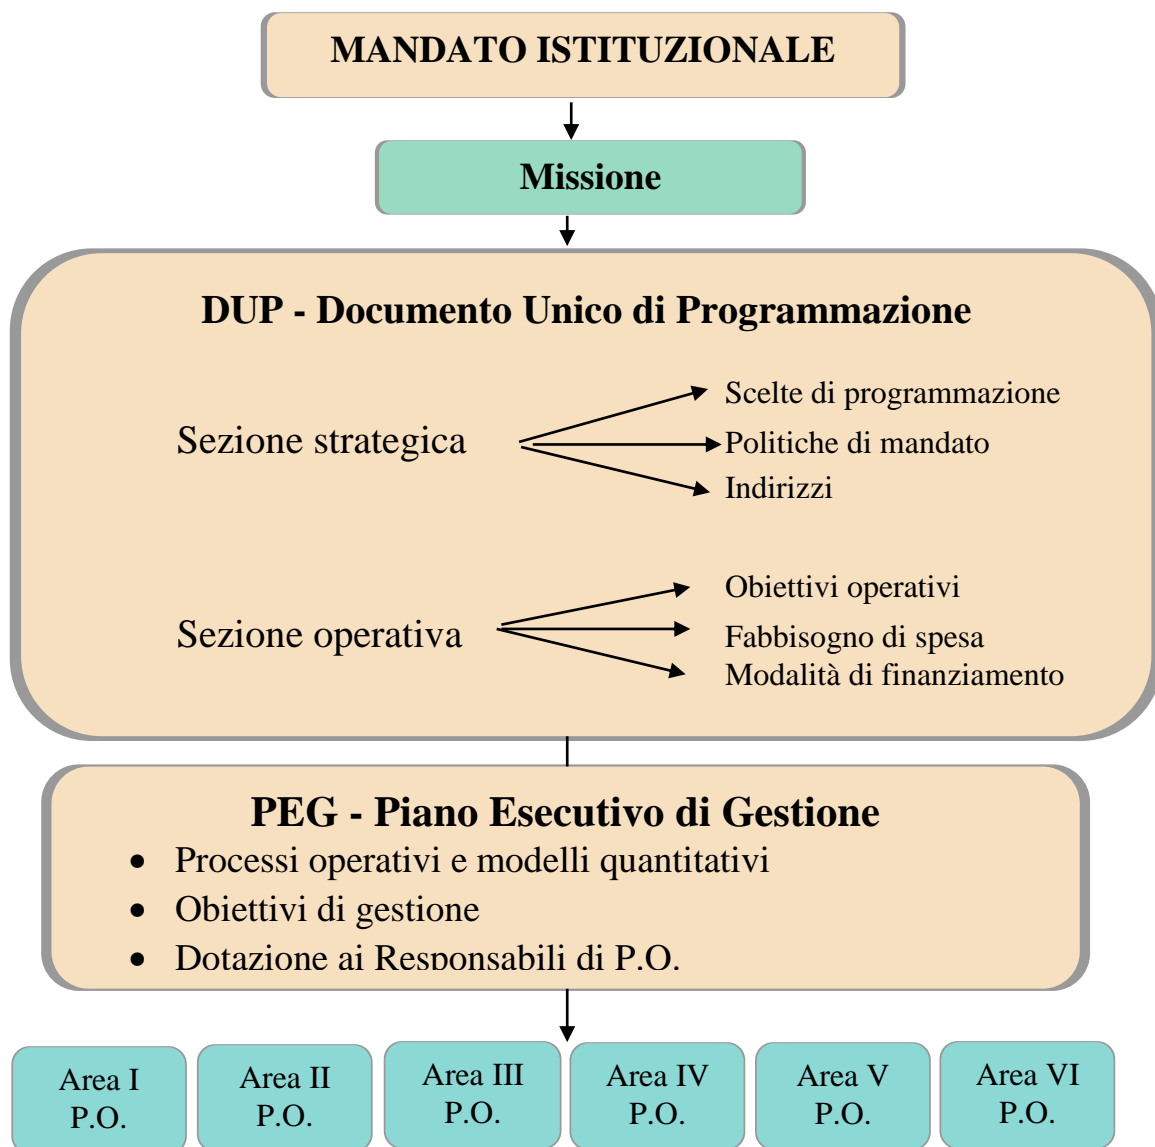 MANDATO ISTITUZIONALE
Missione
DUP - Documento Unico di Programmazione
Sezione strategica
Scelte di programmazione
Politiche di mandato
Indirizzi
Sezione operativa
Obiettivi operativi
Fabbisogno di spesa
Modalità di finanziamento
PEG - Piano Esecutivo di Gestione
• Processi operativi e modelli quantitativi
• Obiettivi di gestione
• Dotazione ai Responsabili di P.O.
Area I
P.O.
Area II
P.O.
Area III
P.O.
Area IV
P.O.
Area V
P.O.
Area VI
P.O.